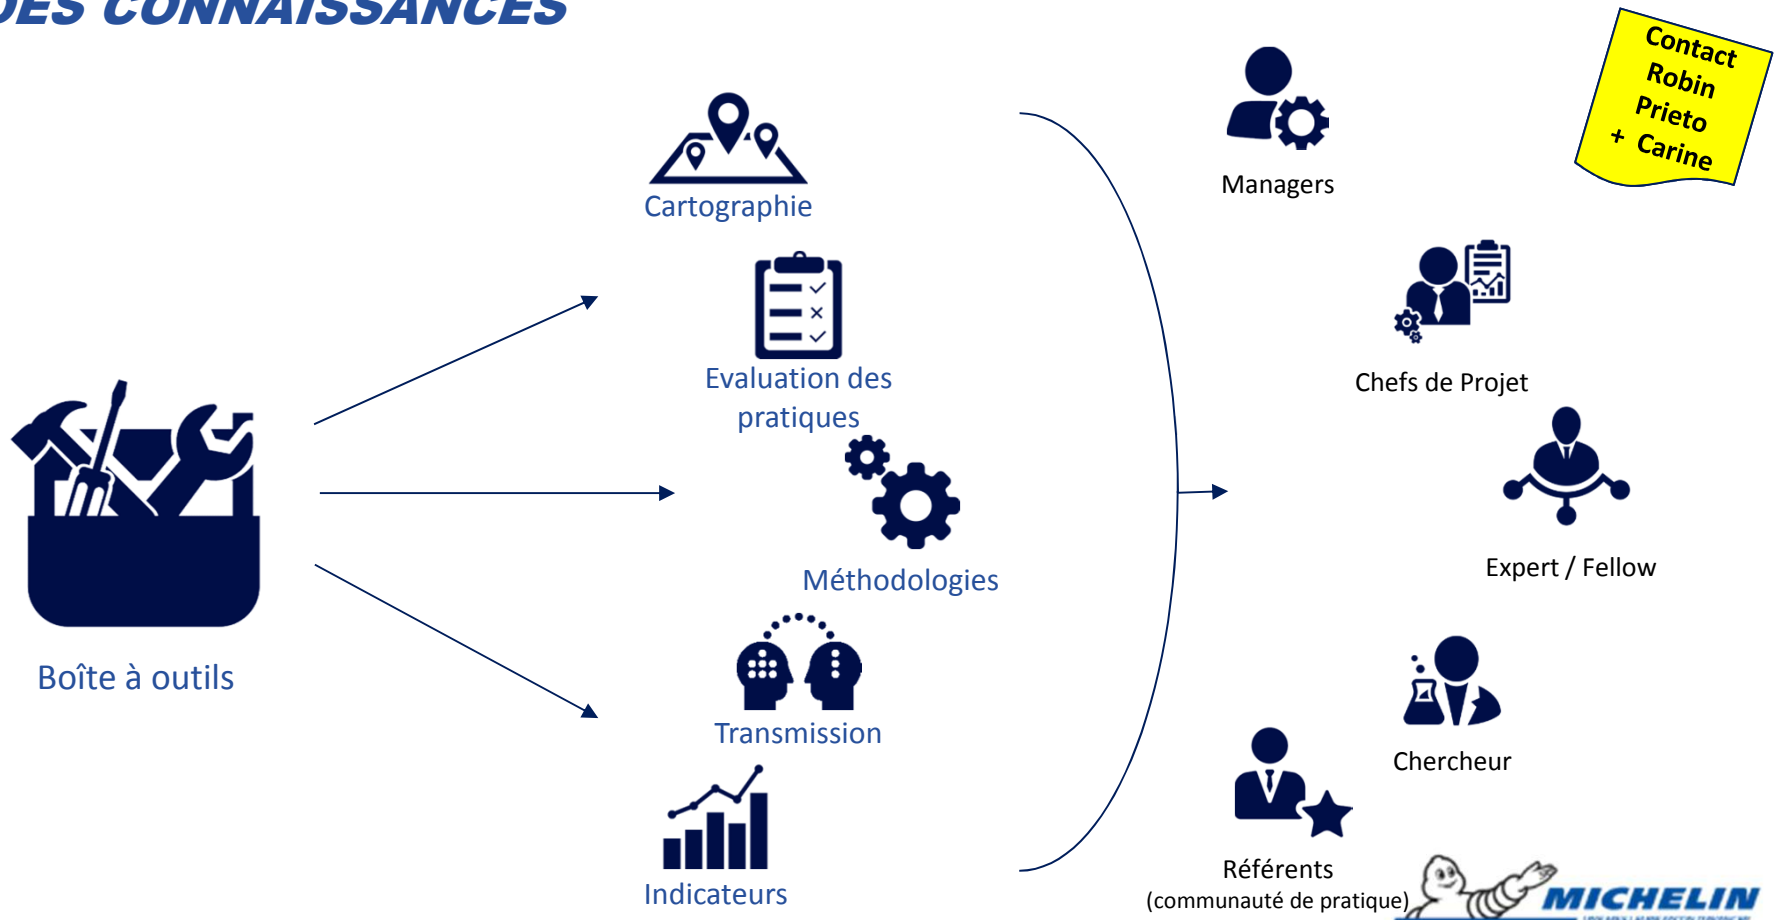 DES CONNAISSANCES
Contact
Robin
Prieto
+ Carine
Cartographie
Evaluation des
pratiques
Méthodologies
Transmission
Indicateurs
Boîte à outils
Managers
Chefs de Projet
Expert / Fellow
Chercheur
Référents
(communauté de pratique)
MICHELIN